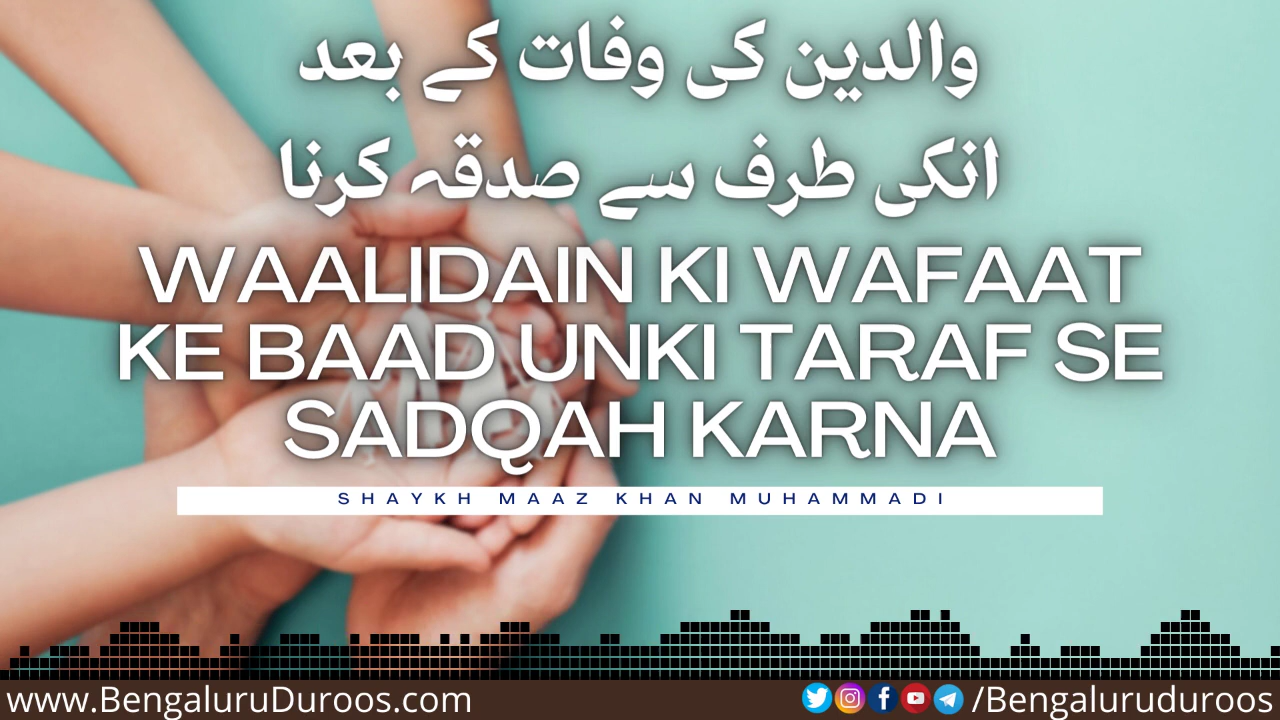 والدین کی وفات کے بعد
انکی طرف سے صدقہ کرنا
WAALIDAIN KI WAFAAT
KE BAAD UNKI TARAF SE
SADQAH KARNA
SHAYKH MAAZ KHAN MUHAMMADI
www.BengaluruDuroos.com
/Bengaluruduroos